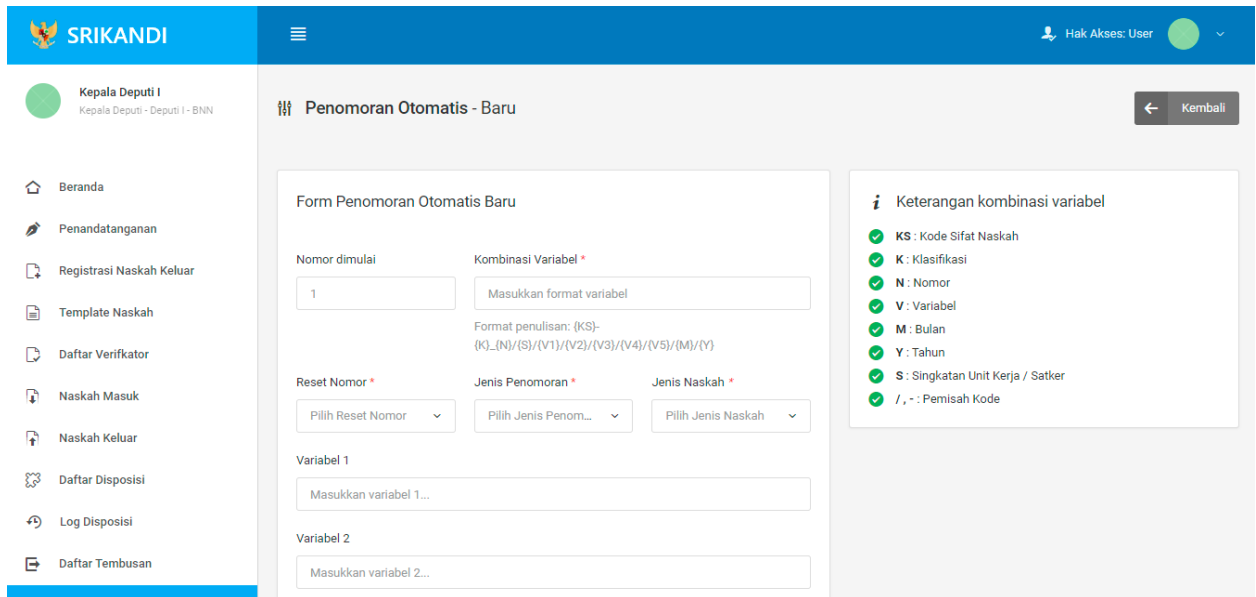 SRIKANDI
Hak Akses: User
Kepala Deputi I
Kepala Deputi - Deputi I - BNN
Penomoran Otomatis - Baru
Kembali
Beranda
Penandatanganan
Registrasi Naskah Keluar
Template Naskah
Daftar Verifkator
Naskah Masuk
Naskah Keluar
Daftar Disposisi
Log Disposisi
Daftar Tembusan
Form Penomoran Otomatis Baru
Nomor dimulai
Kombinasi Variabel *
1
Masukkan format variabel
Format penulisan: {KS}-
{K}_{N}/{S}/{V1}/{V2}/{V3}/{V4}/{V5}/{M}/{Y}
Reset Nomor *
Jenis Penomoran *
Jenis Naskah *
Pilih Reset Nomor
Pilih Jenis Penom...
Pilih Jenis Naskah
Variabel 1
Masukkan variabel 1...
Variabel 2
Masukkan variabel 2...
i Keterangan kombinasi variabel
KS : Kode Sifat Naskah
K : Klasifikasi
N : Nomor
V : Variabel
M : Bulan
Y : Tahun
S : Singkatan Unit Kerja / Satker
/ , - : Pemisah Kode